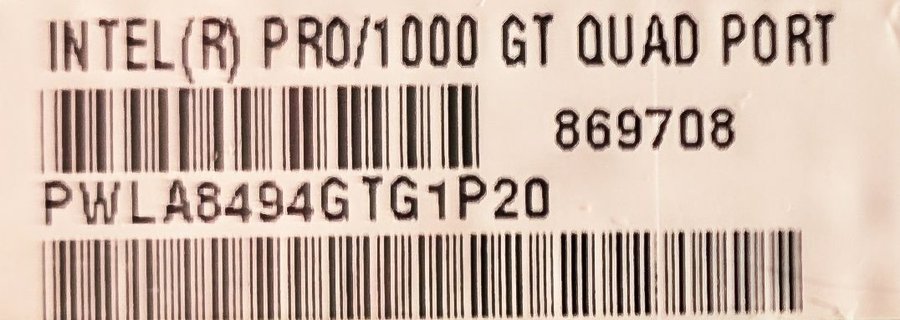 INTEL(R) PRO/1000 GT QUAD PORT
869708
PWLA8494GTG1P20